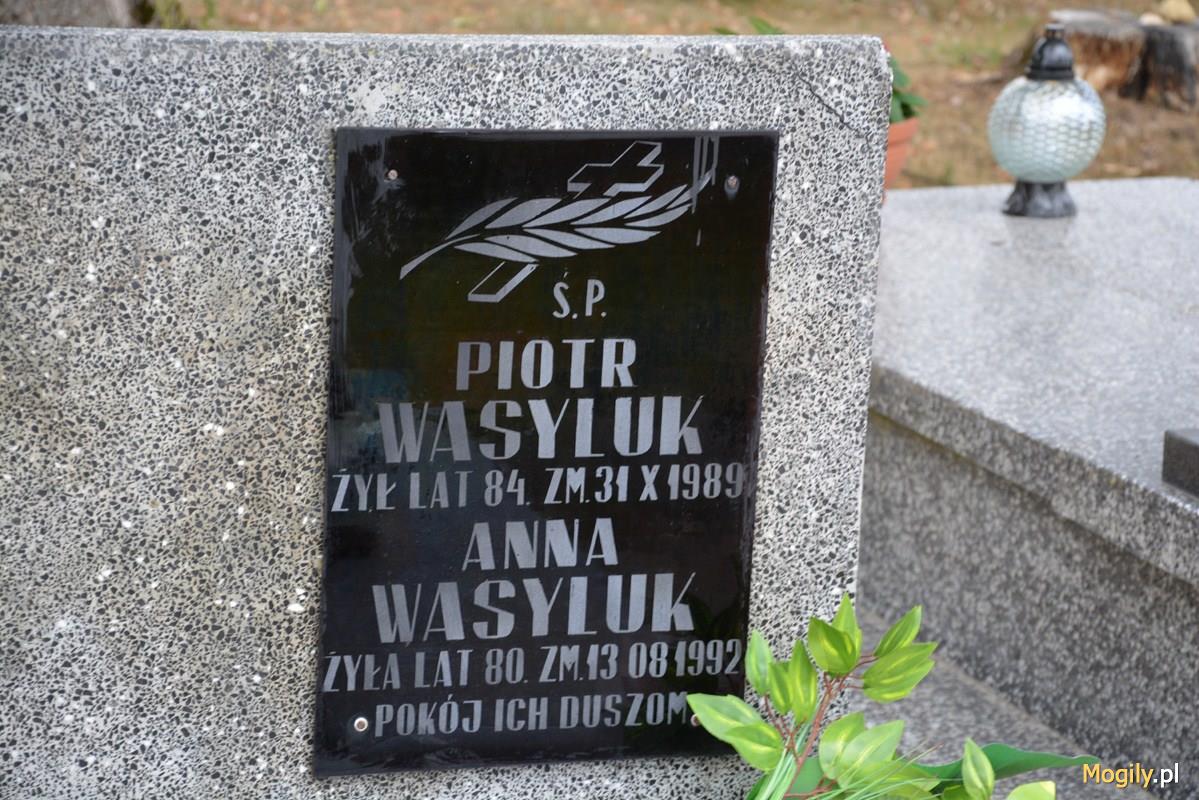 Ś.P.
PIOTR
WASYLUK
ŻYŁ LAT 84. ZM.31 X 1989
ANNA
WASYLUK
ŻYŁA LAT 80. ZM.13 08 1992
POKÓJ ICH DUSZOM
Mogily.pl